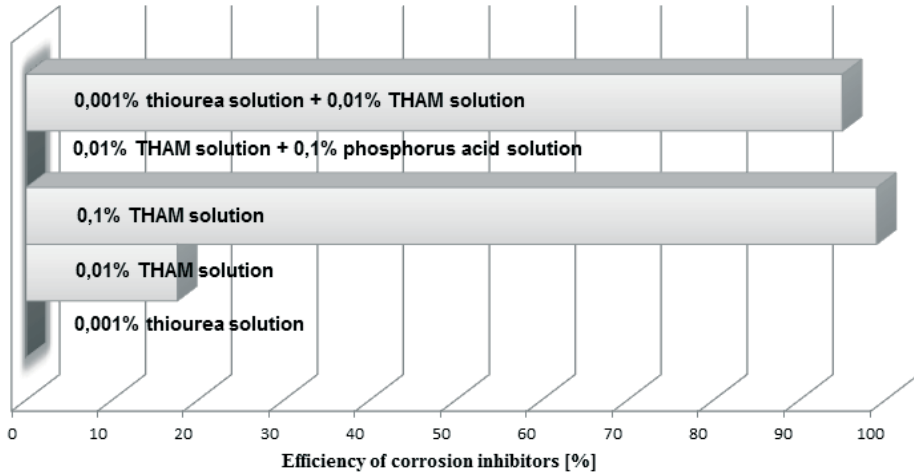 0,001% thiourea solution + 0,01% THAM solution
0,01% THAM solution + 0,1% phosphorus acid solution
0,1% THAM solution
0,01% THAM solution
0,001% thiourea solution
0 10 20 30 40 50 60 70 80 90 100
Efficiency of corrosion inhibitors [%]